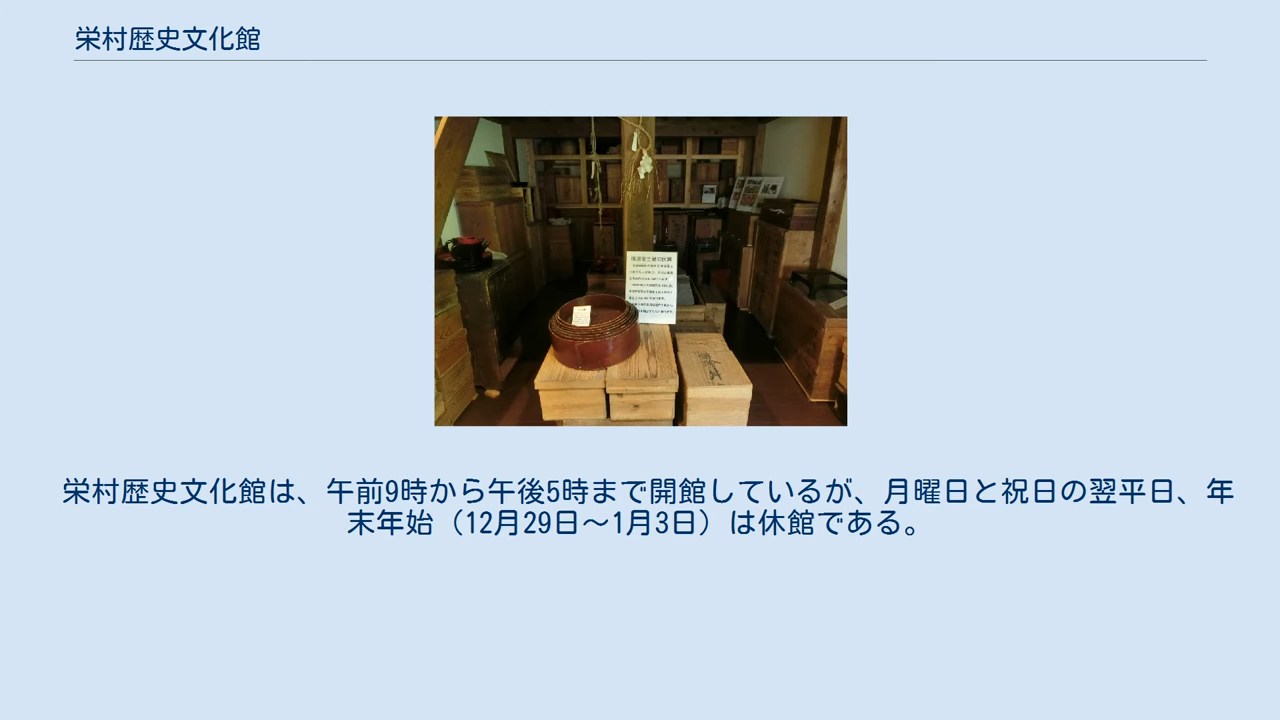 栄村歴史文化館
栄村歴史文化館は、午前9時から午後5時まで開館しているが、月曜日と祝日の翌平日、年
末年始（12月29日～1月3日）は休館である。